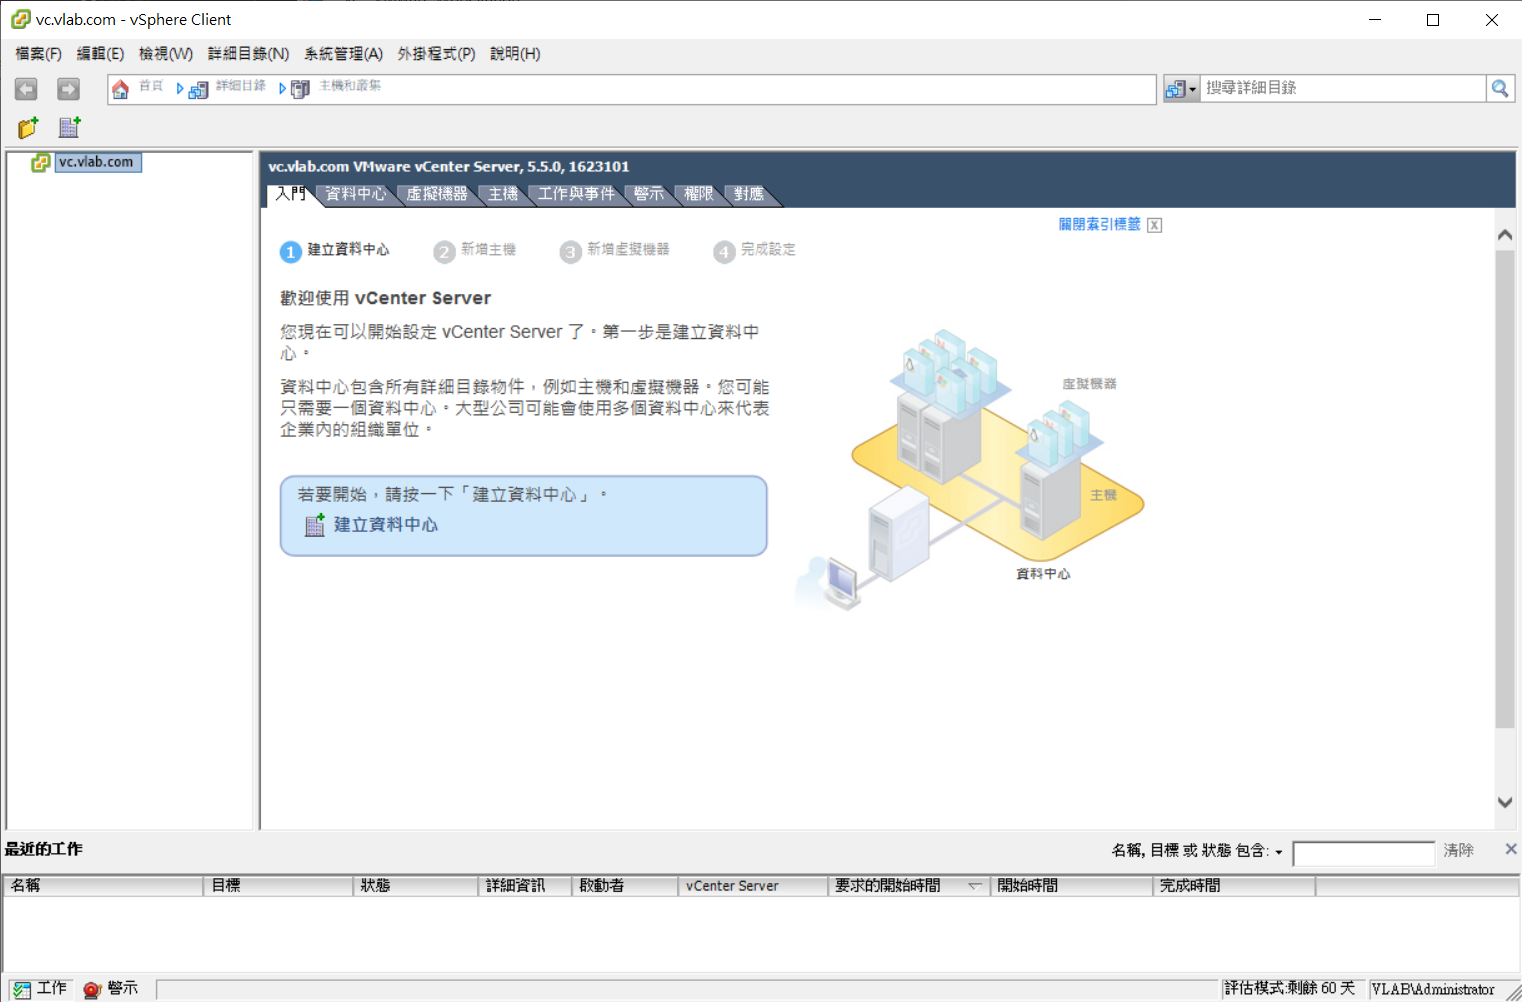 vc.vlab.com - vSphere Client
檔案(F) 編輯(E) 檢視(W) 詳細目錄(N) 系統管理(A) 外掛程式(P) 說明(H)
首頁 詳細目錄 主機和叢集
搜尋詳細目錄
vc.vlab.com
vc.vlab.com VMware vCenter Server, 5.5.0, 1623101
入門 資料中心 虛擬機器 主機 工作與事件 警示 權限 對應
關閉索引標籤 X
1 建立資料中心 2 新增主機 3 新增虛擬機器 4 完成設定
歡迎使用 vCenter Server
您現在可以開始設定 vCenter Server 了。第一步是建立資料中
心。
資料中心包含所有詳細目錄物件，例如主機和虛擬機器。您可能
只需要一個資料中心。大型公司可能會使用多個資料中心來代表
企業內的組織單位。
若要開始，請按一下「建立資料中心」。
建立資料中心
虛擬機器
主機
資料中心
最近的工作
名稱, 目標 或 狀態 包含: 清除
名稱 目標 狀態 詳細資訊 啟動者 vCenter Server 要求的開始時間 開始時間 完成時間
工作 警示
評估模式:剩餘 60 天 VLAB\Administrator